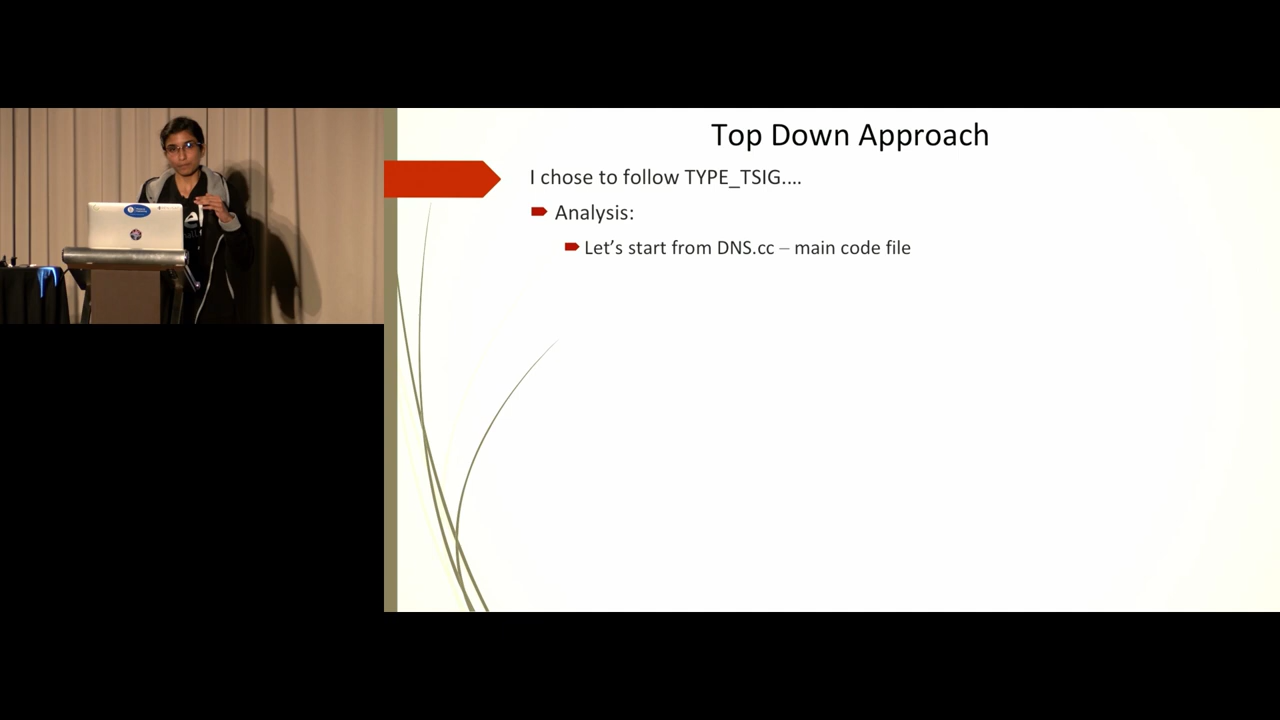 Top Down Approach
I chose to follow TYPE_TSIG....
Analysis:
Let's start from DNS.cc – main code file